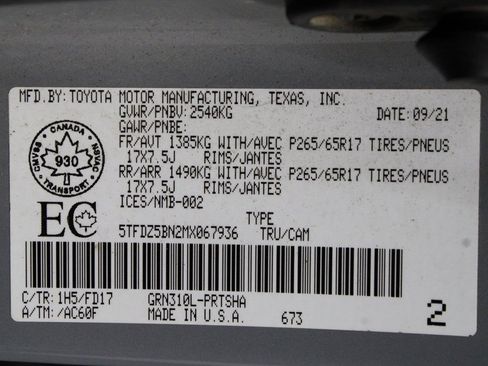 MFD.BY: TOYOTA MOTOR MANUFACTURING, TEXAS, INC.
GVWR/PNBV: 2540KG DATE: 09/21
GAWR/PNBE:
FR/AVT 1385KG WITH/AVEC P265/65R17 TIRES/PNEUS
17X7.5J RIMS/JANTES
RR/ARR 1490KG WITH/AVEC P265/65R17 TIRES/PNEUS
17X7.5J RIMS/JANTES
ICES/NMB-002
CANADA
CMVSS 930 NSVAC
TRANSPORT
EC
TYPE
5TFDZ5BN2MX067936 TRU/CAM
C/TR: 1H5/FD17 GRN310L-PRTSHA
A/TM: /AC60F MADE IN U.S.A. 673 2